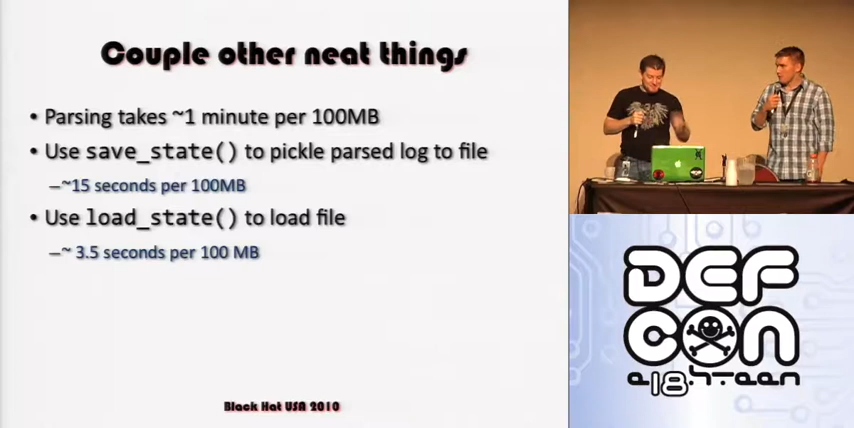 Couple other neat things
• Parsing takes ~1 minute per 100MB
• Use save_state() to pickle parsed log to file
–~15 seconds per 100MB
• Use load_state() to load file
–~ 3.5 seconds per 100 MB
Black Hat USA 2010
DEF
CON
e18h-teen